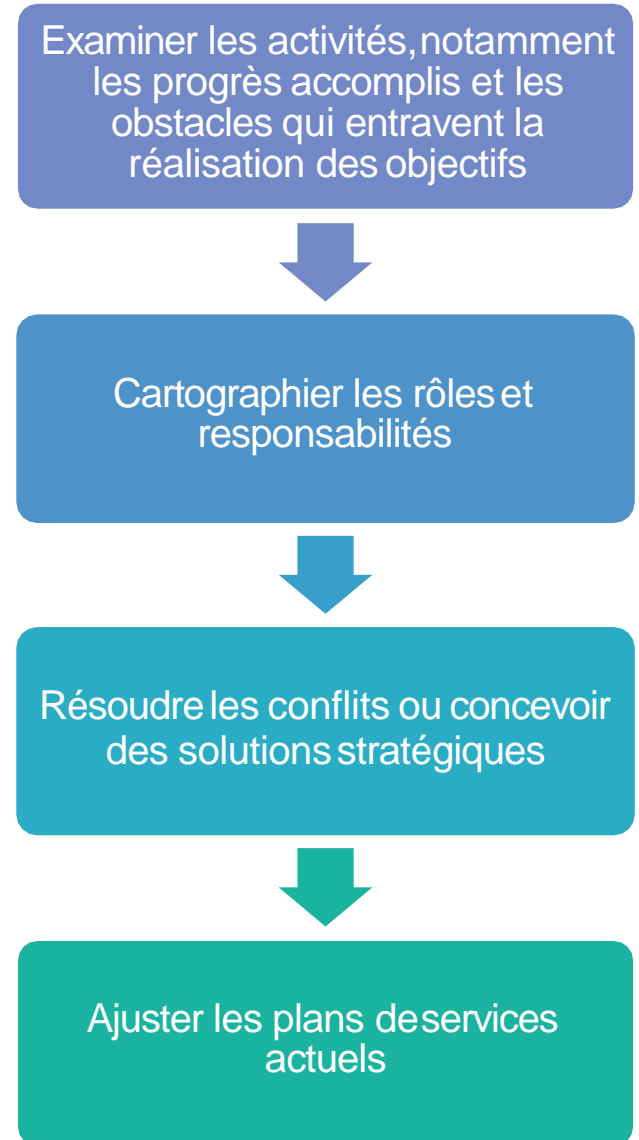 Examiner les activités, notamment
les progrès accomplis et les
obstacles qui entravent la
réalisation des objectifs
Cartographier les rôles et
responsabilités
Résoudre les conflits ou concevoir
des solutions stratégiques
Ajuster les plans de services
actuels